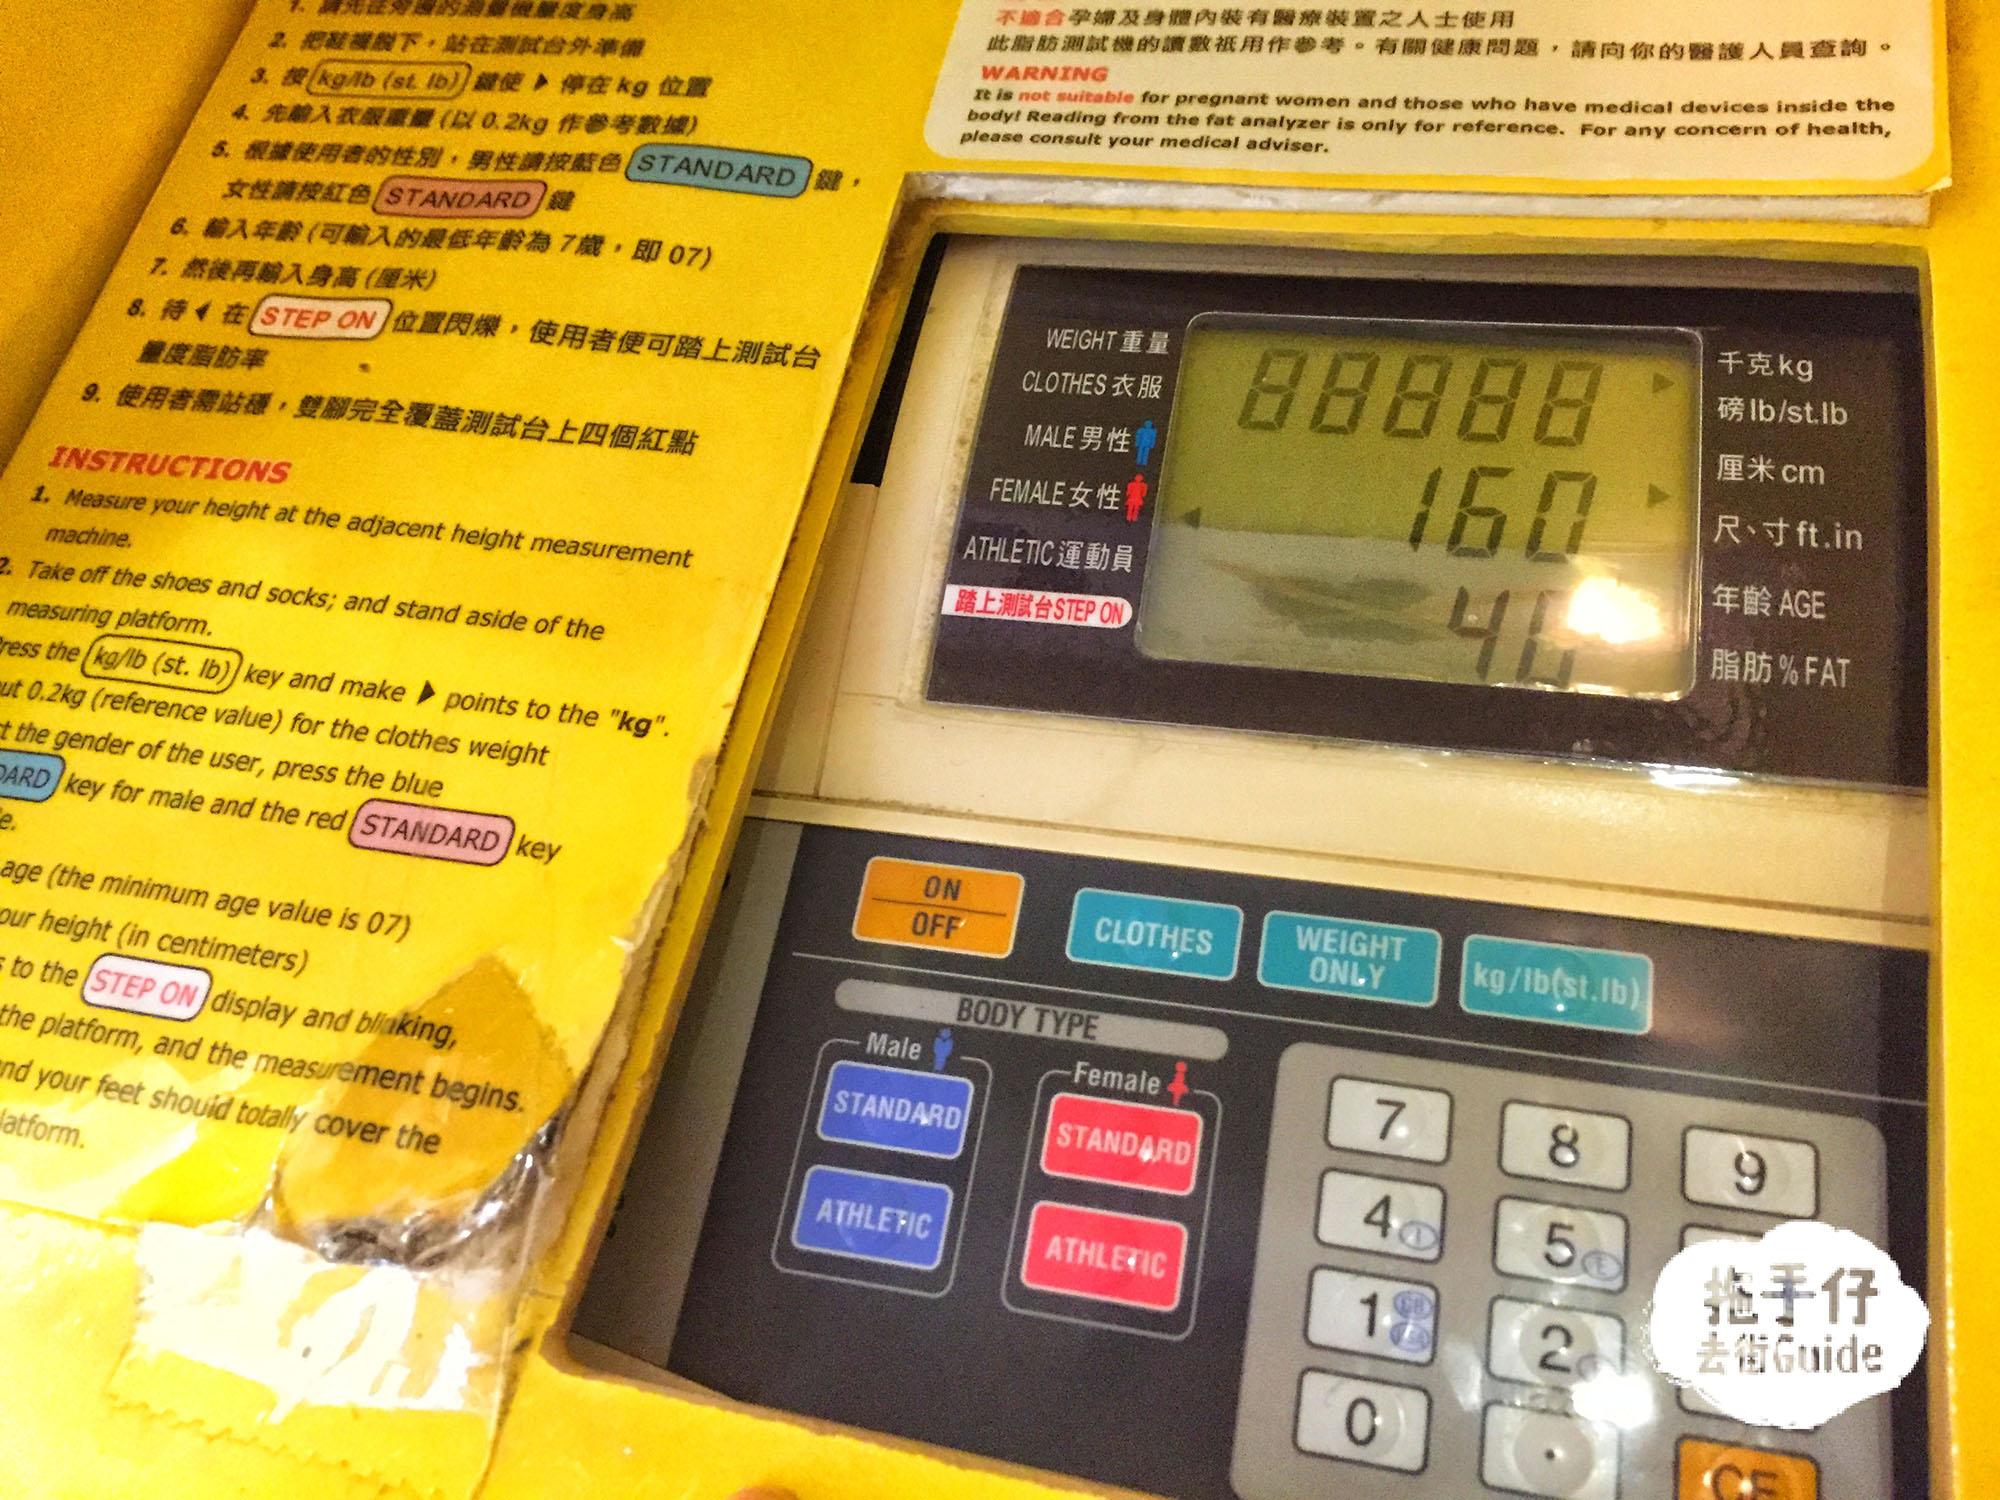 1. 請先在旁邊的測量機量度身高
2. 把鞋襪脫下，站在測試台外準備
3. 按 kg/lb (st. lb) 鍵使 ▶ 停在 kg 位置
4. 先輸入衣服重量 (以 0.2kg 作參考數據)
5. 根據使用者的性別，男性請按藍色 STANDARD 鍵，
女性請按紅色 STANDARD 鍵
6. 輸入年齡 (可輸入的最低年齡為 7歲，即 07)
7. 然後再輸入身高 (厘米)
8. 待 ◀ 在 STEP ON 位置閃爍，使用者便可踏上測試台
量度脂肪率
9. 使用者需站穩，雙腳完全覆蓋測試台上四個紅點
INSTRUCTIONS
1. Measure your height at the adjacent height measurement
machine.
2. Take off the shoes and socks; and stand aside of the
measuring platform.
ress the kg/lb (st. lb) key and make ▶ points to the "kg".
ut 0.2kg (reference value) for the clothes weight
t the gender of the user, press the blue
DARD key for male and the red STANDARD key
e.
age (the minimum age value is 07)
our height (in centimeters)
s to the STEP ON display and blinking,
the platform, and the measurement begins.
nd your feet should totally cover the
latform.
不適合孕婦及身體內裝有醫療裝置之人士使用
此脂肪測試機的讀數祇用作參考。有關健康問題，請向你的醫護人員查詢。
WARNING
It is not suitable for pregnant women and those who have medical devices inside the
body! Reading from the fat analyzer is only for reference. For any concern of health,
please consult your medical adviser.
WEIGHT 重量
CLOTHES 衣服
MALE 男性
FEMALE 女性
ATHLETIC 運動員
踏上測試台 STEP ON
88888
160
40
千克 kg
磅 lb/st.lb
厘米 cm
尺、寸 ft.in
年齡 AGE
脂肪 % FAT
ON
OFF
CLOTHES
WEIGHT
ONLY
kg/lb(st.lb)
BODY TYPE
Male
STANDARD
ATHLETIC
Female
STANDARD
ATHLETIC
7 8 9
4 5
1 2
0 .
CE
拖手仔
去街Guide